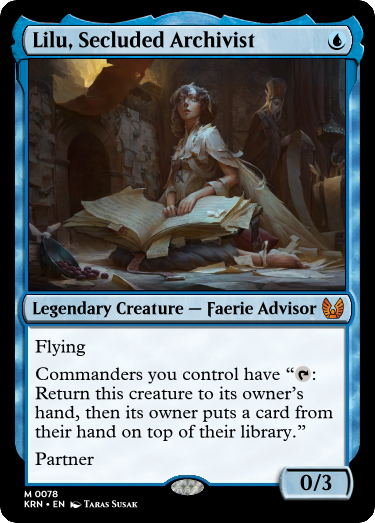 Lilu, Secluded Archivist
Legendary Creature — Faerie Advisor
Flying
Commanders you control have “:
Return this creature to its owner’s
hand, then its owner puts a card from
their hand on top of their library.”
Partner
0/3
M 0078
KRN • EN Taras Susak